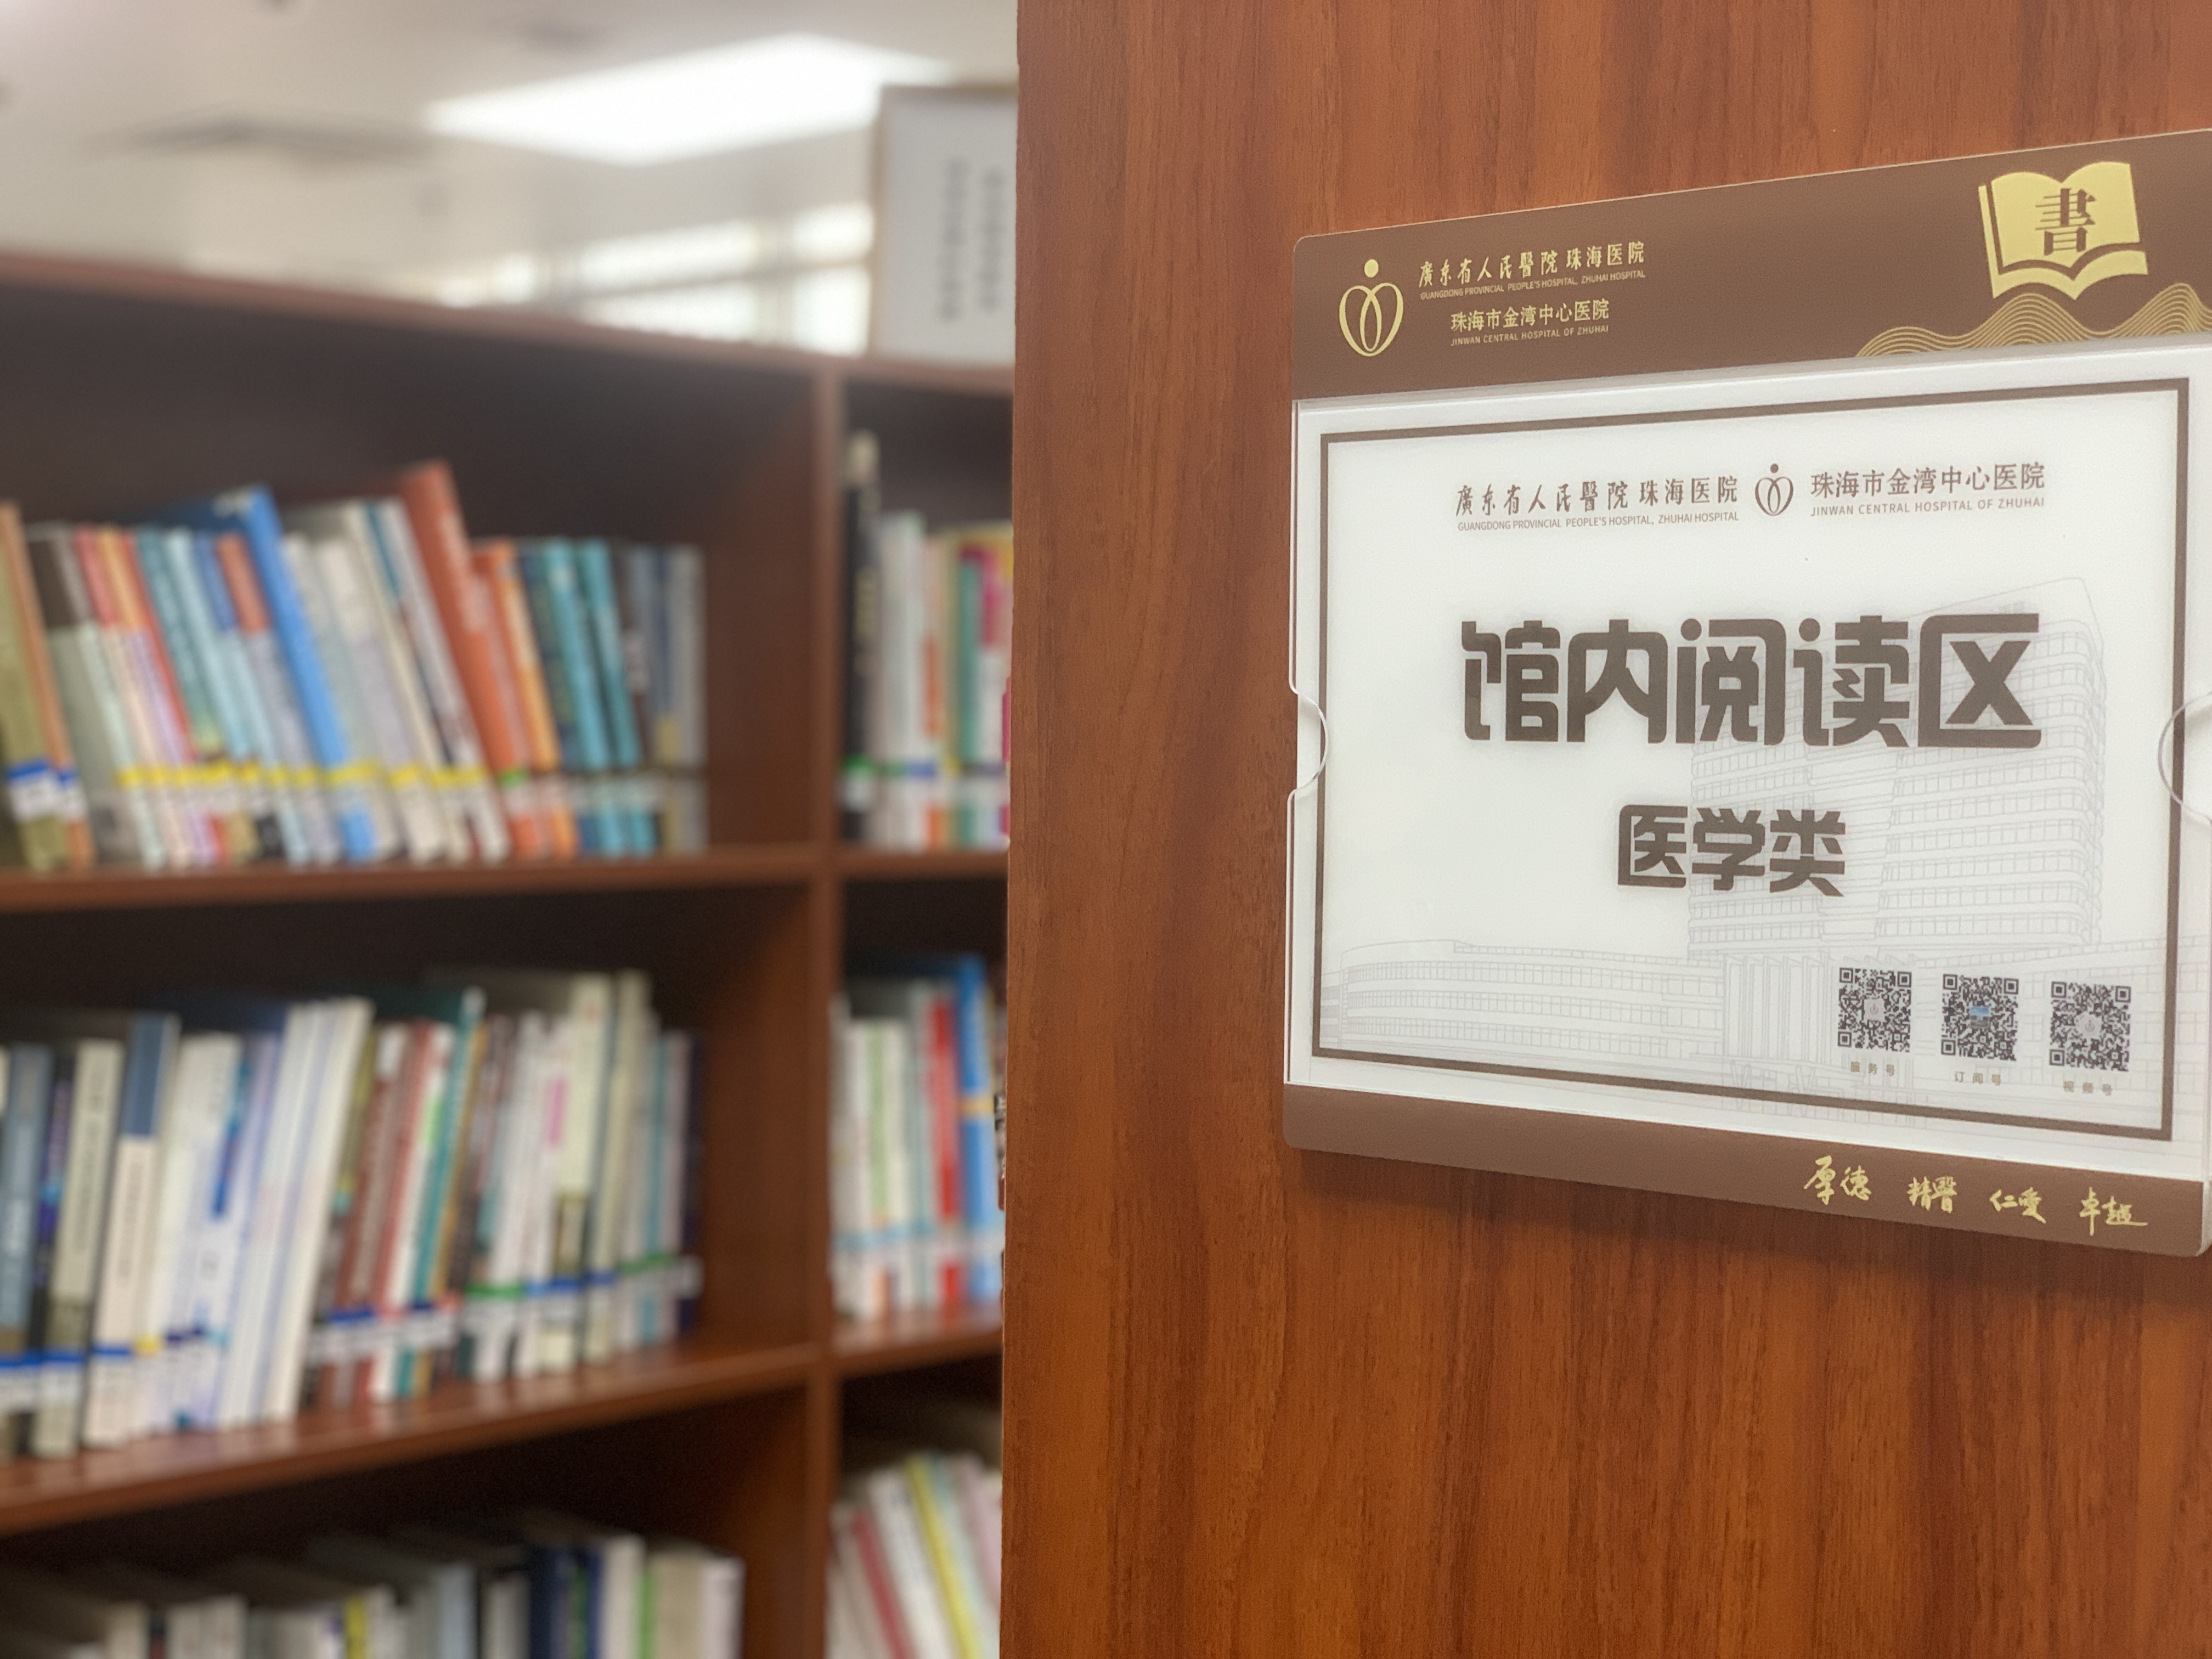 廣东省人民醫院 珠海医院
GUANGDONG PROVINCIAL PEOPLE'S HOSPITAL, ZHUHAI HOSPITAL
珠海市金湾中心医院
JINWAN CENTRAL HOSPITAL OF ZHUHAI
書
廣东省人民醫院 珠海医院
GUANGDONG PROVINCIAL PEOPLE'S HOSPITAL, ZHUHAI HOSPITAL
珠海市金湾中心医院
JINWAN CENTRAL HOSPITAL OF ZHUHAI
馆内阅读区
医学类
服务号
订阅号
视频号
厚德 精醫 仁愛 卓越